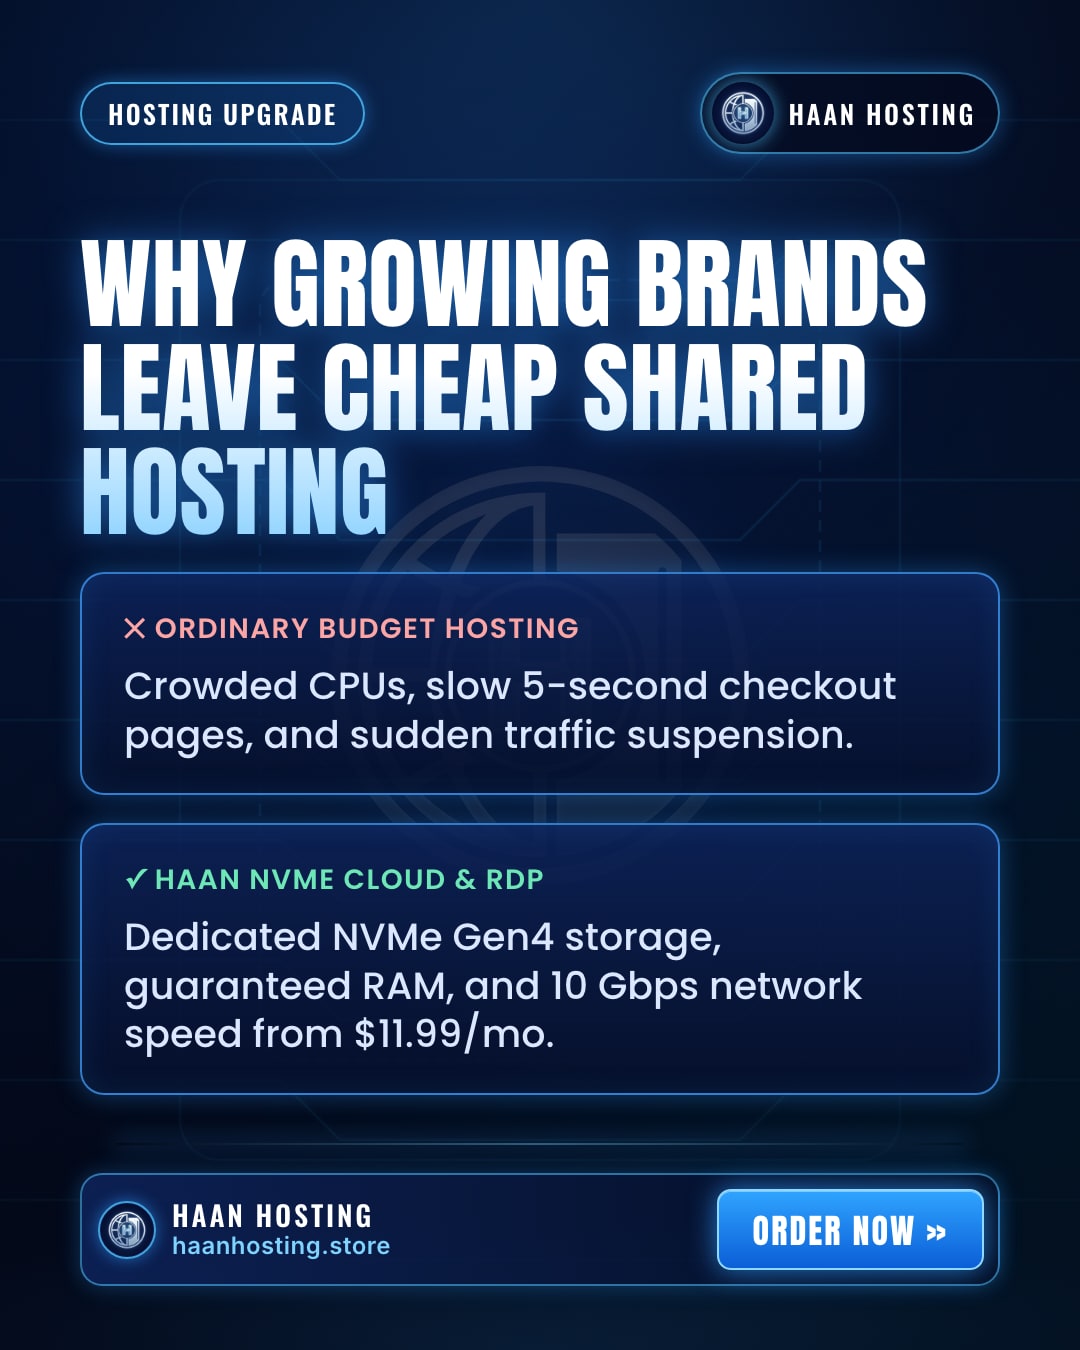 HOSTING UPGRADE
HAAN HOSTING
WHY GROWING BRANDS
LEAVE CHEAP SHARED
HOSTING
✕ ORDINARY BUDGET HOSTING
Crowded CPUs, slow 5-second checkout
pages, and sudden traffic suspension.
✓ HAAN NVME CLOUD & RDP
Dedicated NVMe Gen4 storage,
guaranteed RAM, and 10 Gbps network
speed from $11.99/mo.
HAAN HOSTING
haanhosting.store
ORDER NOW »